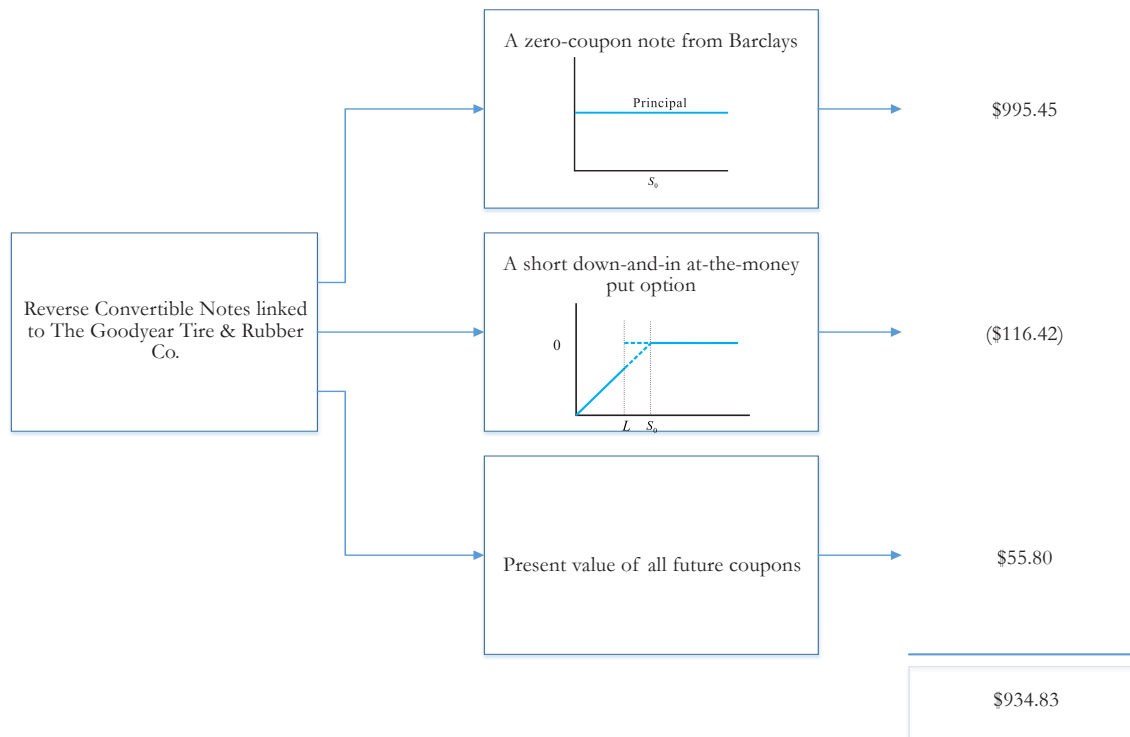 A zero-coupon note from Barclays
Principal
S0
$995.45
Reverse Convertible Notes linked
to The Goodyear Tire & Rubber
Co.
A short down-and-in at-the-money
put option
0
L S0
($116.42)
Present value of all future coupons
$55.80
$934.83